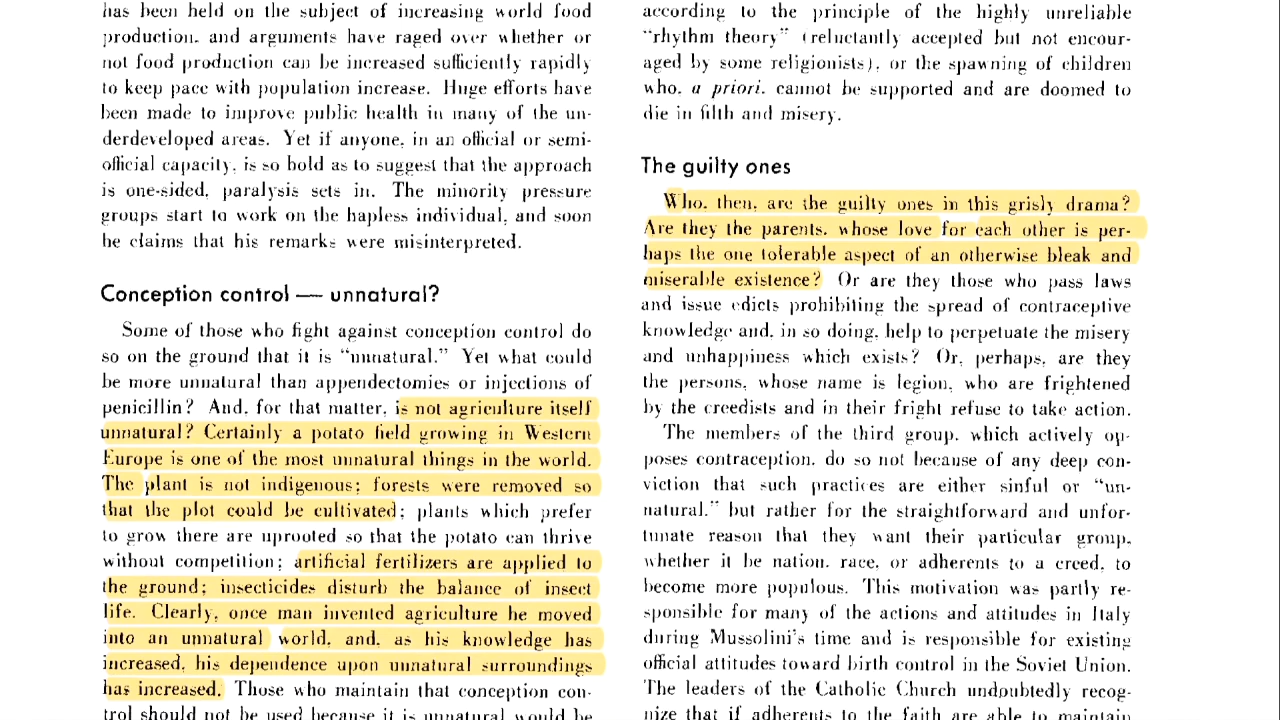 has been held on the subject of increasing world food
production, and arguments have raged over whether or
not food production can be increased sufficiently rapidly
to keep pace with population increase. Huge efforts have
been made to improve public health in many of the un-
derdeveloped areas. Yet if anyone, in an official or semi-
official capacity, is so bold as to suggest that the approach
is one-sided, paralysis sets in. The minority pressure
groups start to work on the hapless individual, and soon
he claims that his remarks were misinterpreted.
Conception control — unnatural?
Some of those who fight against conception control do
so on the ground that it is "unnatural." Yet what could
be more unnatural than appendectomies or injections of
penicillin? And, for that matter, is not agriculture itself
unnatural? Certainly a potato field growing in Western
Europe is one of the most unnatural things in the world.
The plant is not indigenous; forests were removed so
that the plot could be cultivated; plants which prefer
to grow there are uprooted so that the potato can thrive
without competition; artificial fertilizers are applied to
the ground; insecticides disturb the balance of insect
life. Clearly, once man invented agriculture he moved
into an unnatural world, and, as his knowledge has
increased, his dependence upon unnatural surroundings
has increased. Those who maintain that conception con-
trol should not be used because it is unnatural would be
according to the principle of the highly unreliable
"rhythm theory" (reluctantly accepted but not encour-
aged by some religionists), or the spawning of children
who, a priori, cannot be supported and are doomed to
die in filth and misery.
The guilty ones
Who, then, are the guilty ones in this grisly drama?
Are they the parents, whose love for each other is per-
haps the one tolerable aspect of an otherwise bleak and
miserable existence? Or are they those who pass laws
and issue edicts prohibiting the spread of contraceptive
knowledge and, in so doing, help to perpetuate the misery
and unhappiness which exists? Or, perhaps, are they
the persons, whose name is legion, who are frightened
by the creedists and in their fright refuse to take action.
The members of the third group, which actively op-
poses contraception, do so not because of any deep con-
viction that such practices are either sinful or "un-
natural," but rather for the straightforward and unfor-
tunate reason that they want their particular group,
whether it be nation, race, or adherents to a creed, to
become more populous. This motivation was partly re-
sponsible for many of the actions and attitudes in Italy
during Mussolini's time and is responsible for existing
official attitudes toward birth control in the Soviet Union.
The leaders of the Catholic Church undoubtedly recog-
nize that if adherents to the faith are able to maintain